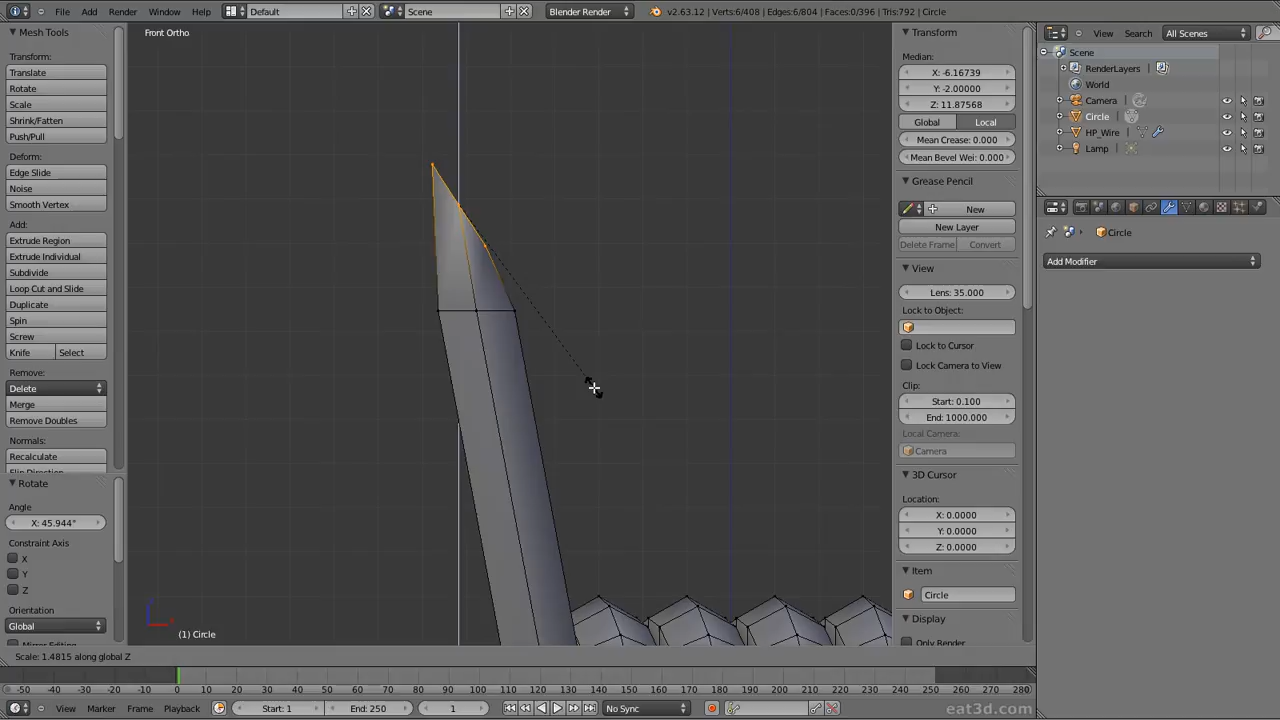 File Add Render Window Help Default Scene Blender Render v2.63.12 | Verts:6/408 | Edges:6/804 | Faces:0/396 | Tris:792 | Circle
Mesh Tools
Transform:
Translate
Rotate
Scale
Shrink/Fatten
Push/Pull
Deform:
Edge Slide
Noise
Smooth Vertex
Add:
Extrude Region
Extrude Individual
Subdivide
Loop Cut and Slide
Duplicate
Spin
Screw
Knife Select
Remove:
Delete
Merge
Remove Doubles
Normals:
Recalculate
Rotate
Angle
X: 45.944°
Constraint Axis
X
Y
Z
Orientation
Global
Front Ortho
(1) Circle
Transform
Median:
X: -6.16739
Y: -2.00000
Z: 11.87568
Global Local
Mean Crease: 0.000
Mean Bevel Wei: 0.000
Grease Pencil
New
New Layer
Delete Frame Convert
View
Lens: 35.000
Lock to Object:
Lock to Cursor
Lock Camera to View
Clip:
Start: 0.100
End: 1000.000
Local Camera:
Camera
3D Cursor
Location:
X: 0.0000
Y: 0.0000
Z: 0.0000
Item
Circle
Display
Only Render
View Search All Scenes
Scene
RenderLayers
World
Camera
Circle
HP_Wire
Lamp
Circle
Add Modifier
Scale: 1.4815 along global Z
-50 -40 -30 -20 -10 0 10 20 30 40 50 60 70 80 90 100 110 120 130 140 150 160 170 180 190 200 210 220 230 240 250 260 270 280
View Marker Frame Playback Start: 1 End: 250 1 No Sync
eat3d.com